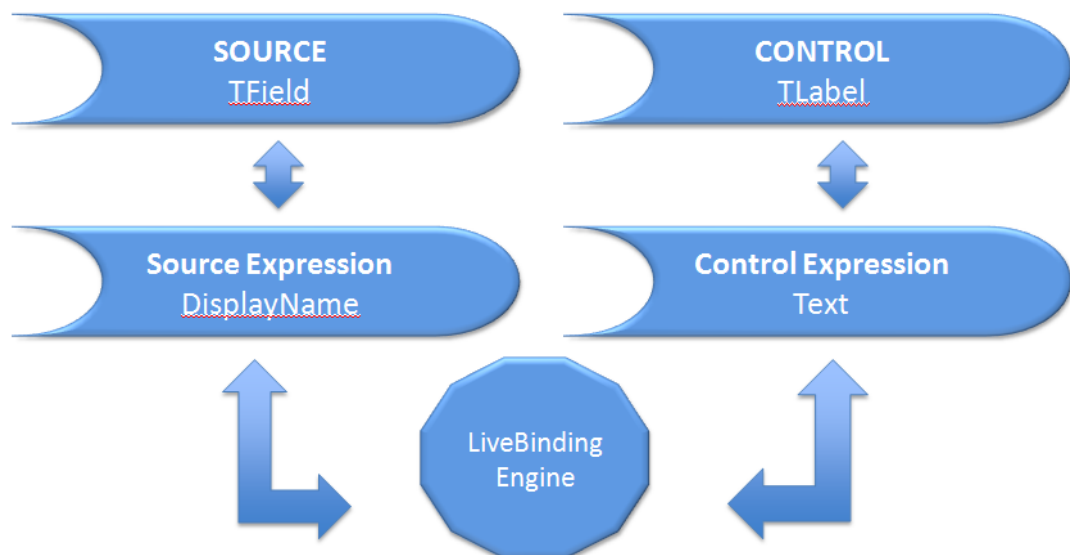 SOURCE
TField
CONTROL
TLabel
Source Expression
DisplayName
Control Expression
Text
LiveBinding
Engine